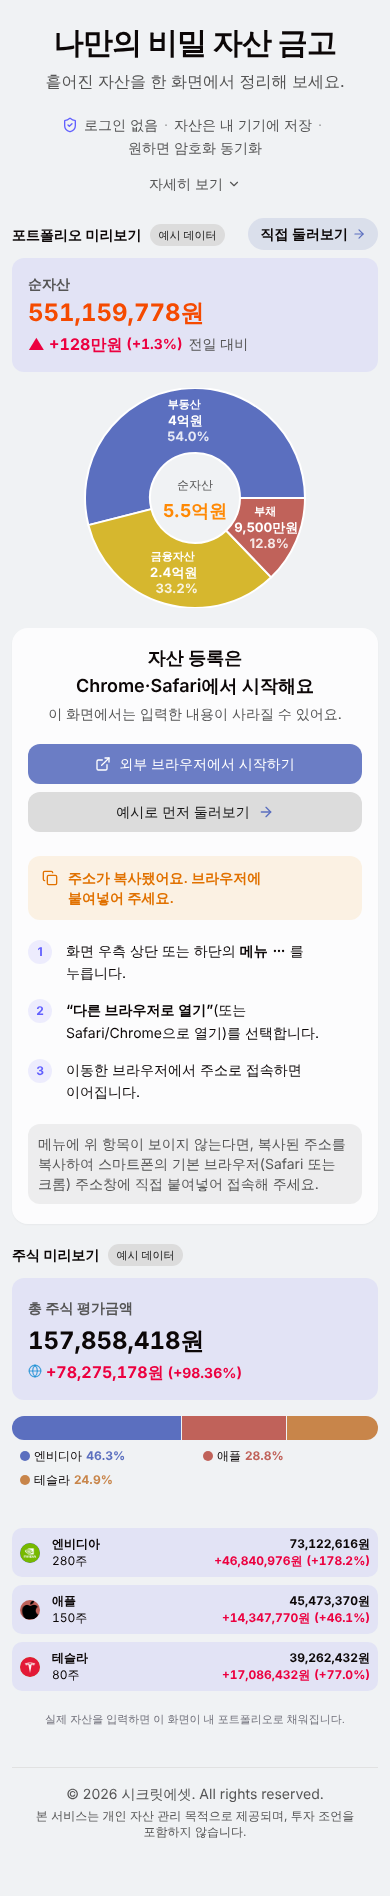 나만의 비밀 자산 금고
흩어진 자산을 한 화면에서 정리해 보세요.
로그인 없음 · 자산은 내 기기에 저장 ·
원하면 암호화 동기화
자세히 보기
포트폴리오 미리보기 예시 데이터 직접 둘러보기
순자산
551,159,778원
▲ +128만원 (+1.3%) 전일 대비
부동산
4억원
54.0%
순자산
5.5억원
부채
9,500만원
12.8%
금융자산
2.4억원
33.2%
자산 등록은
Chrome·Safari에서 시작해요
이 화면에서는 입력한 내용이 사라질 수 있어요.
외부 브라우저에서 시작하기
예시로 먼저 둘러보기
주소가 복사됐어요. 브라우저에
붙여넣어 주세요.
1 화면 우측 상단 또는 하단의 메뉴 ⋯ 를
누릅니다.
2 “다른 브라우저로 열기”(또는
Safari/Chrome으로 열기)를 선택합니다.
3 이동한 브라우저에서 주소로 접속하면
이어집니다.
메뉴에 위 항목이 보이지 않는다면, 복사된 주소를
복사하여 스마트폰의 기본 브라우저(Safari 또는
크롬) 주소창에 직접 붙여넣어 접속해 주세요.
주식 미리보기 예시 데이터
총 주식 평가금액
157,858,418원
+78,275,178원 (+98.36%)
엔비디아 46.3% 애플 28.8%
테슬라 24.9%
엔비디아 73,122,616원
280주 +46,840,976원 (+178.2%)
애플 45,473,370원
150주 +14,347,770원 (+46.1%)
테슬라 39,262,432원
80주 +17,086,432원 (+77.0%)
실제 자산을 입력하면 이 화면이 내 포트폴리오로 채워집니다.
© 2026 시크릿에셋. All rights reserved.
본 서비스는 개인 자산 관리 목적으로 제공되며, 투자 조언을
포함하지 않습니다.